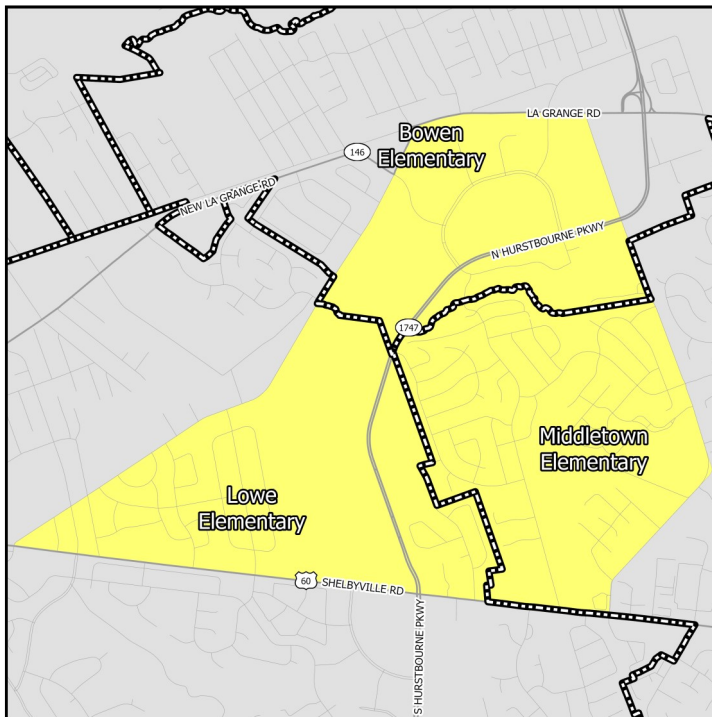 LA GRANGE RD
Bowen
Elementary
146
NEW LA GRANGE RD
N HURSTBOURNE PKWY
1747
Middletown
Elementary
Lowe
Elementary
60
SHELBYVILLE RD
S HURSTBOURNE PKWY